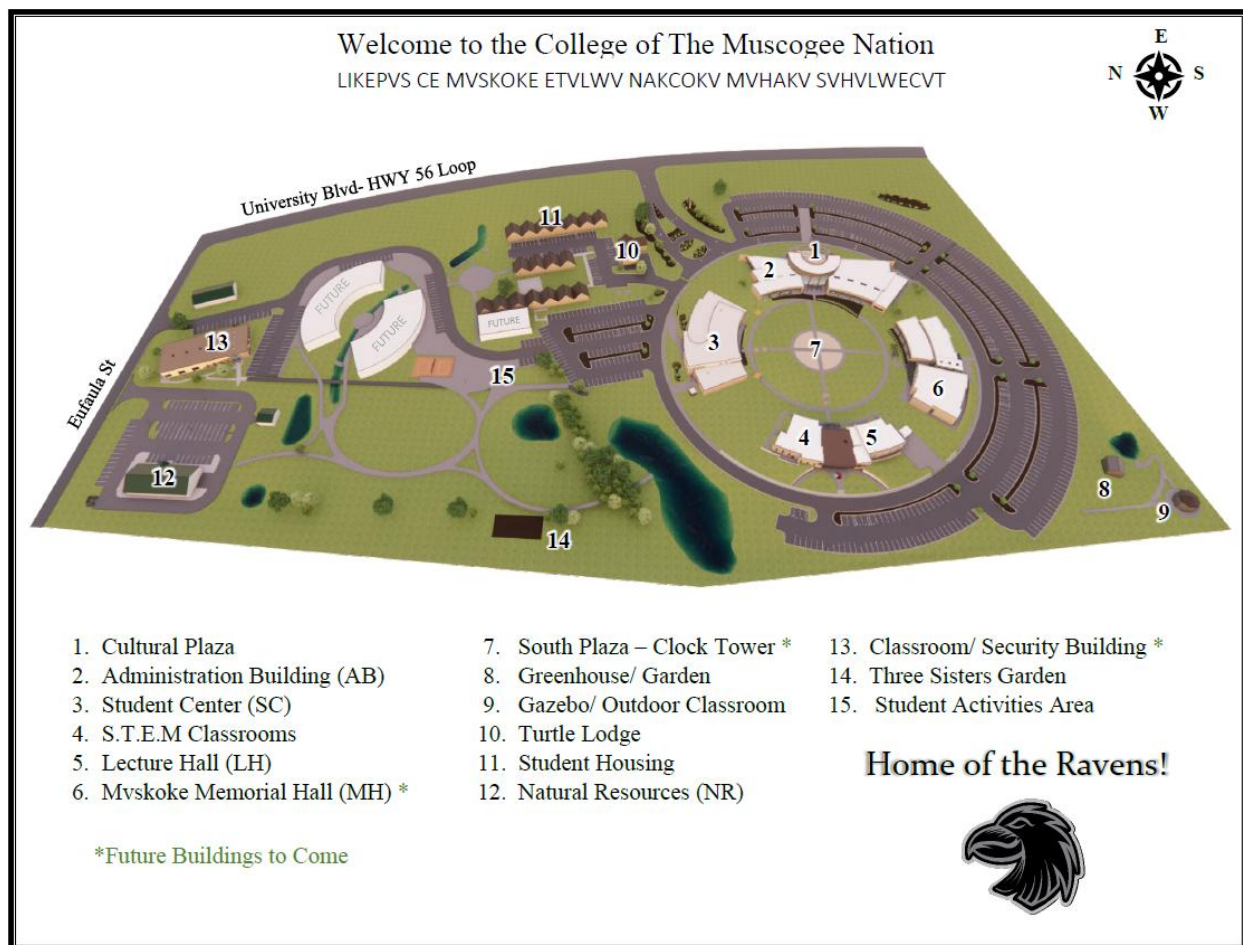 Welcome to the College of The Muscogee Nation
LIKEPVS CE MVSKOKE ETVLWV NAKCOKV MVHAKV SVHVLWECVT
E
N
S
W
University Blvd- HWY 56 Loop
Eufaula St
11
10
1
2
FUTURE
FUTURE
FUTURE
13
3
7
15
6
4
5
12
8
9
14
1. Cultural Plaza
2. Administration Building (AB)
3. Student Center (SC)
4. S.T.E.M Classrooms
5. Lecture Hall (LH)
6. Mvskoke Memorial Hall (MH) *
*Future Buildings to Come
7. South Plaza – Clock Tower *
8. Greenhouse/ Garden
9. Gazebo/ Outdoor Classroom
10. Turtle Lodge
11. Student Housing
12. Natural Resources (NR)
13. Classroom/ Security Building *
14. Three Sisters Garden
15. Student Activities Area
Home of the Ravens!